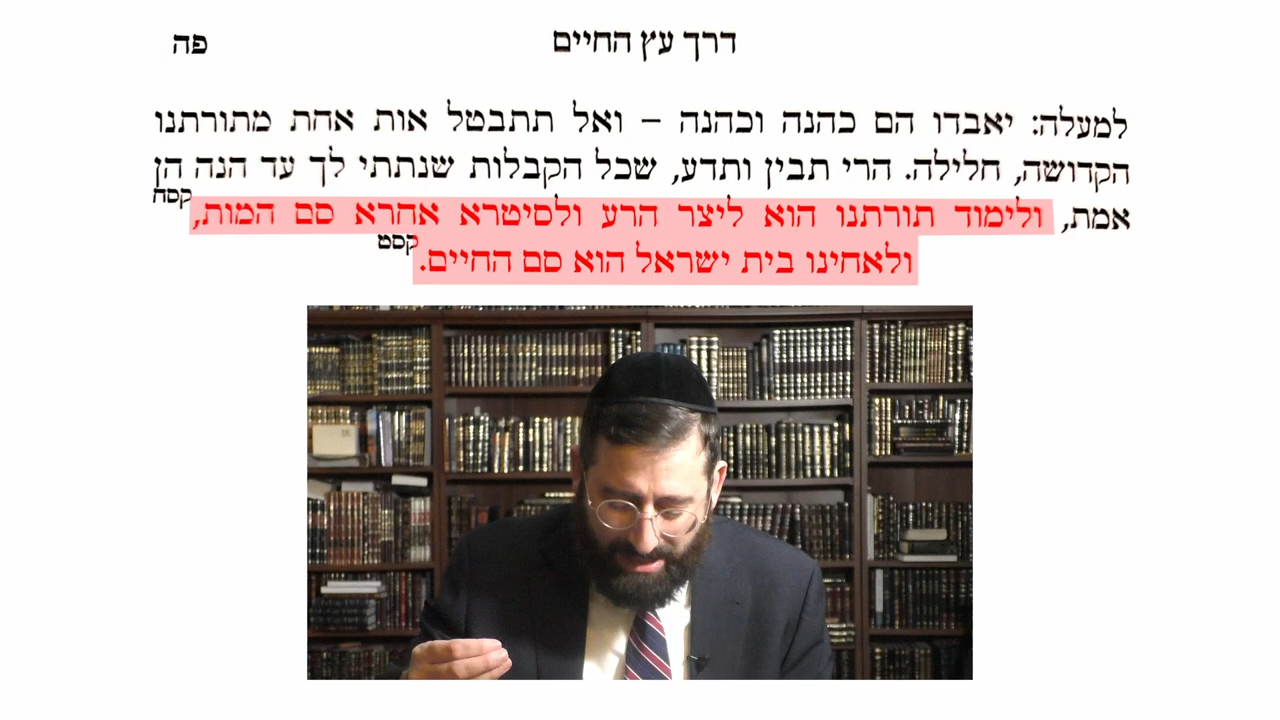 דרך עץ החיים
פה
למעלה: יאבדו הם כהנה וכהנה – ואל תתבטל אות אחת מתורתנו
הקדושה, חלילה. הרי תבין ותדע, שכל הקבלות שנתתי לך עד הנה הן
אמת, ולימוד תורתנו הוא ליצר הרע ולסיטרא אחרא סם המות,קסח
ולאחינו בית ישראל הוא סם החיים.קסט